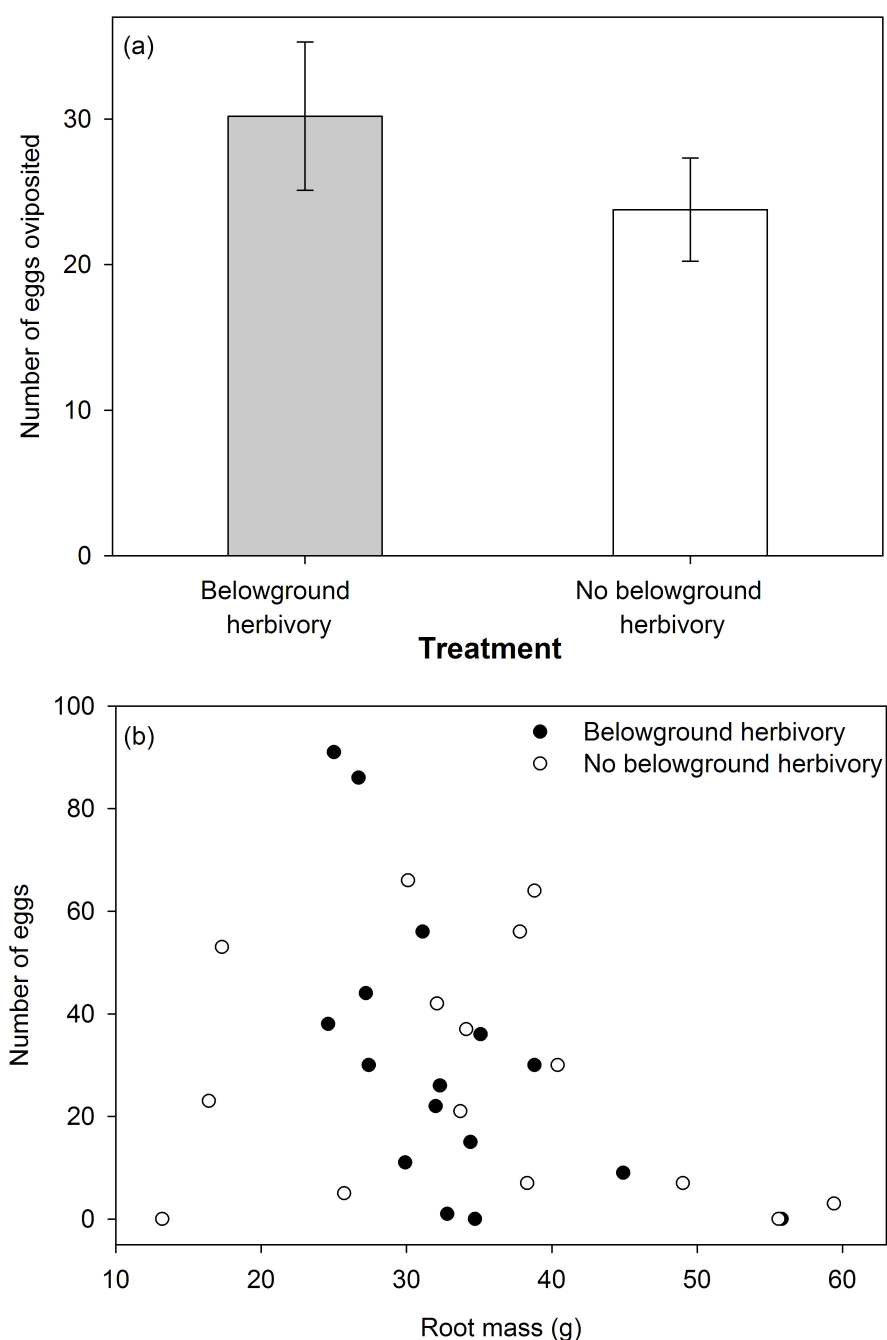 (a)
Number of eggs oviposited
30
20
10
0
Belowground
herbivory
No belowground
herbivory
Treatment
(b)
Belowground herbivory
No belowground herbivory
Number of eggs
100
80
60
40
20
0
10 20 30 40 50 60
Root mass (g)